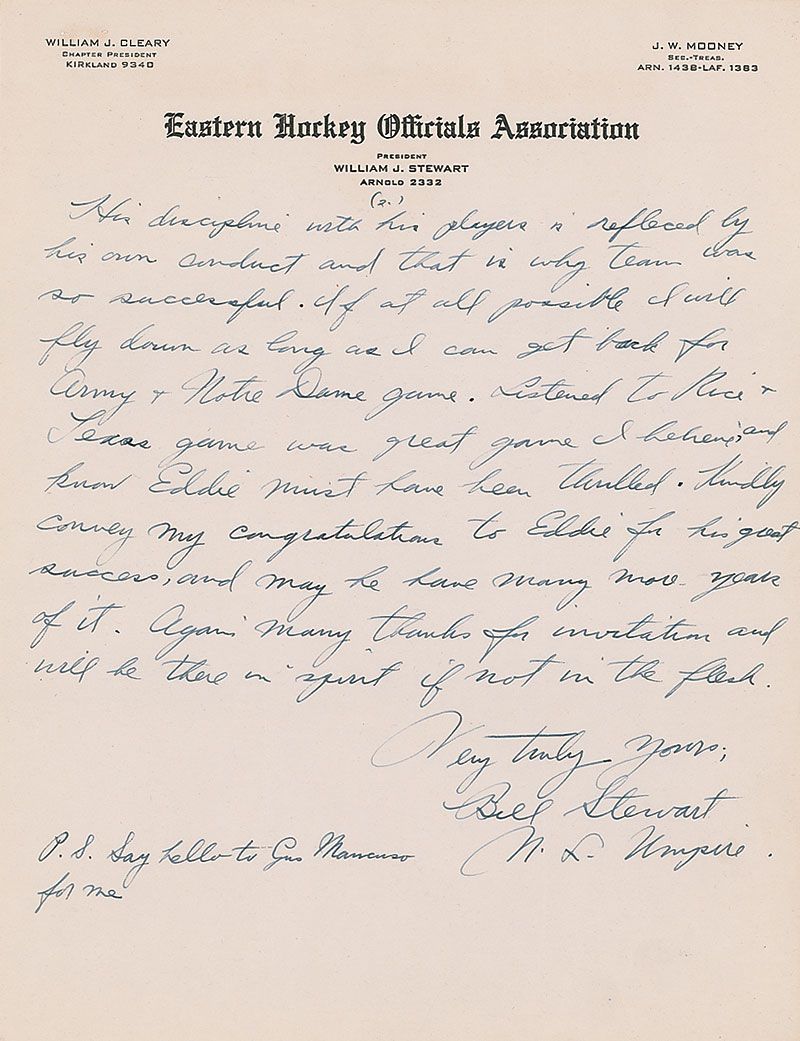 WILLIAM J. CLEARY
CHAPTER PRESIDENT
KIRKLAND 9340
J. W. MOONEY
SEC.-TREAS.
ARN. 1438-LAF. 1383
Eastern Hockey Officials Association
PRESIDENT
WILLIAM J. STEWART
ARNOLD 2332
(2.)
His discipline with his players is refleced by
his own conduct and that is why team was
so successful. If at all possible I will
fly down as long as I can get back for
Army + Notre Dame game. Listened to Rice +
Texas game was great game I believe, and
know Eddie must have been thrilled. Kindly
convey my congratulations to Eddie for his great
success, and may he have many more years
of it. Again many thanks for invitation and
will be there in spirit if not in the flesh.
Very truly yours,
Bill Stewart
N. L. Umpire.
P. S. Say hello to Gus Mancuso
for me